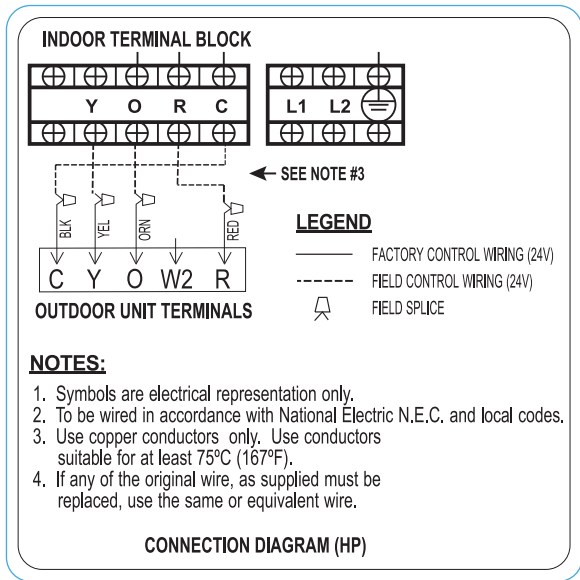 INDOOR TERMINAL BLOCK
Y O R C
L1 L2
SEE NOTE #3
BLK
YEL
ORN
RED
C Y O W2 R
OUTDOOR UNIT TERMINALS
LEGEND
FACTORY CONTROL WIRING (24V)
FIELD CONTROL WIRING (24V)
FIELD SPLICE
NOTES:
1. Symbols are electrical representation only.
2. To be wired in accordance with National Electric N.E.C. and local codes.
3. Use copper conductors only. Use conductors
suitable for at least 75ºC (167ºF).
4. If any of the original wire, as supplied must be
replaced, use the same or equivalent wire.
CONNECTION DIAGRAM (HP)